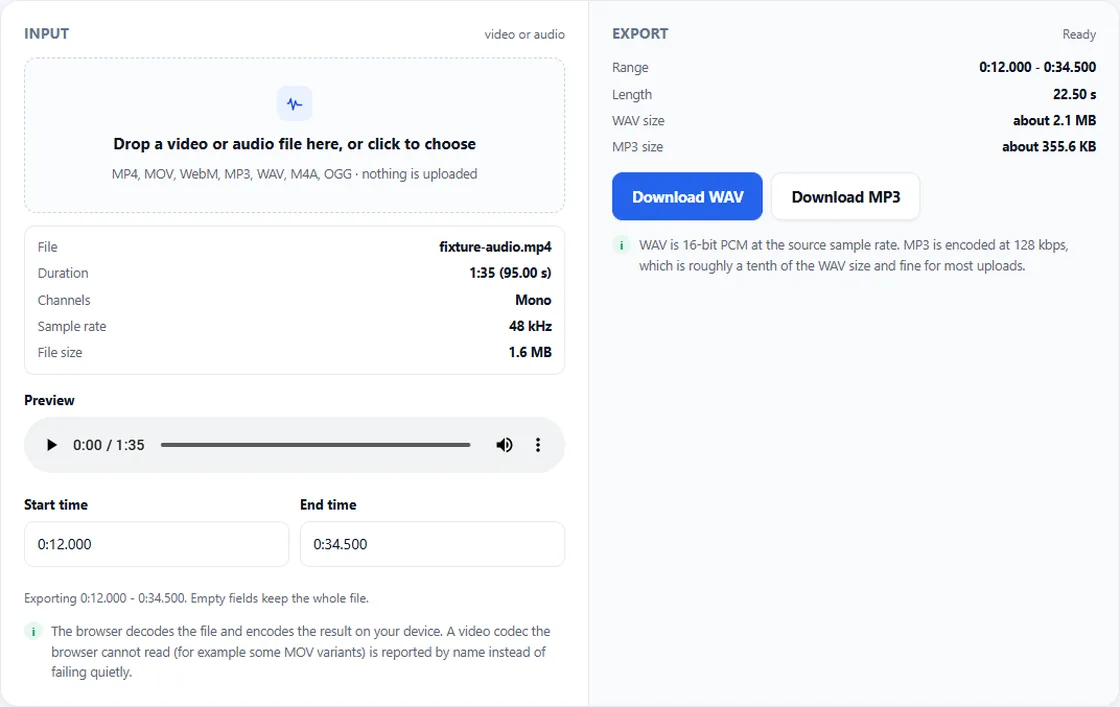 INPUT
video or audio
Drop a video or audio file here, or click to choose
MP4, MOV, WebM, MP3, WAV, M4A, OGG · nothing is uploaded
File fixture-audio.mp4
Duration 1:35 (95.00 s)
Channels Mono
Sample rate 48 kHz
File size 1.6 MB
Preview
0:00 / 1:35
Start time
End time
0:12.000
0:34.500
Exporting 0:12.000 - 0:34.500. Empty fields keep the whole file.
i The browser decodes the file and encodes the result on your device. A video codec the
browser cannot read (for example some MOV variants) is reported by name instead of
failing quietly.
EXPORT
Ready
Range 0:12.000 - 0:34.500
Length 22.50 s
WAV size about 2.1 MB
MP3 size about 355.6 KB
Download WAV
Download MP3
i WAV is 16-bit PCM at the source sample rate. MP3 is encoded at 128 kbps,
which is roughly a tenth of the WAV size and fine for most uploads.